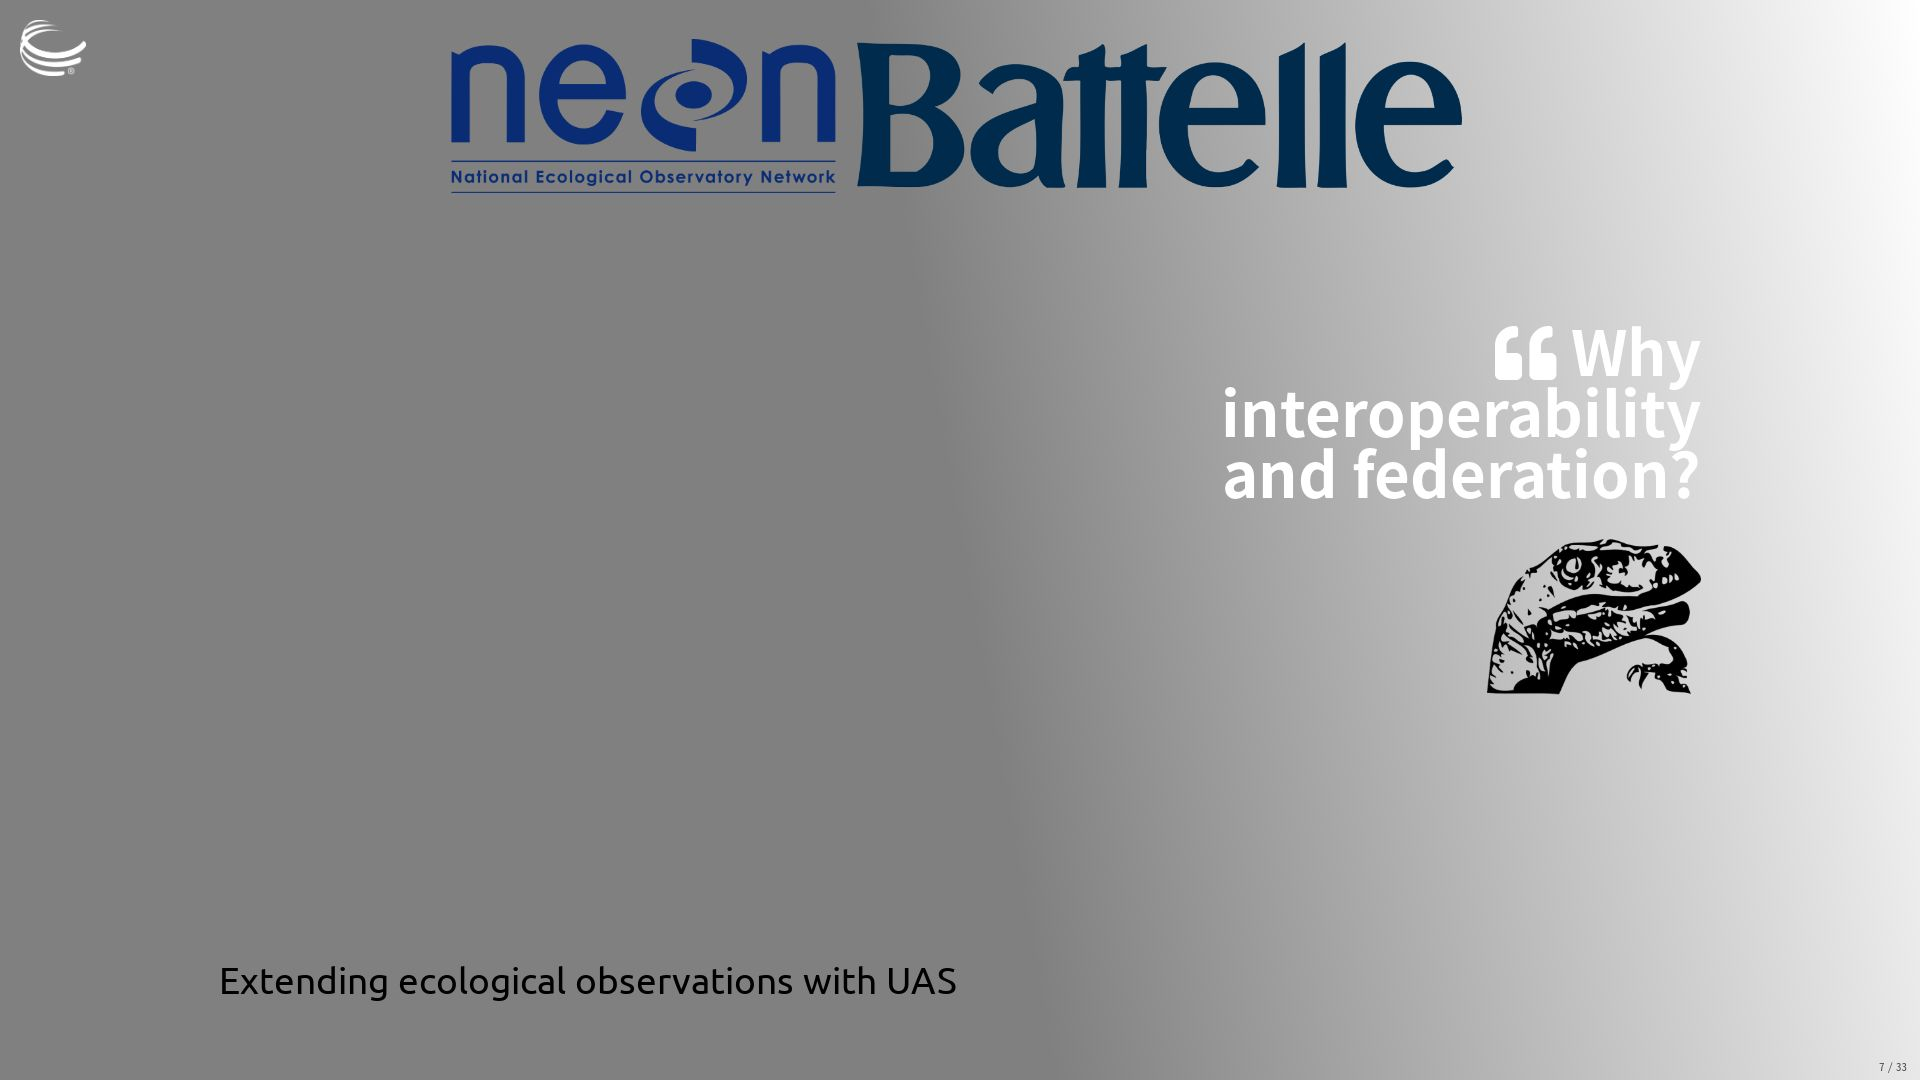 neon
National Ecological Observatory Network
Battelle
“ Why
interoperability
and federation?
Extending ecological observations with UAS
7 / 33